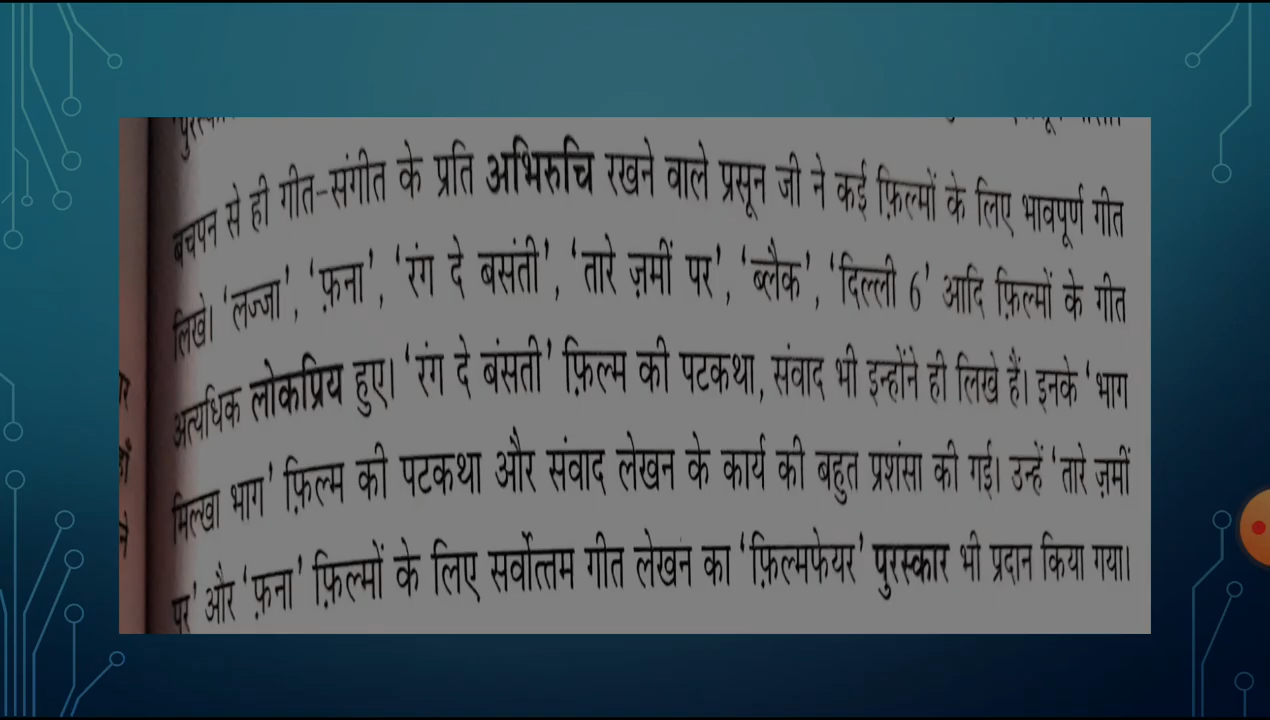 बचपन से ही गीत-संगीत के प्रति अभिरुचि रखने वाले प्रसून जी ने कई फ़िल्मों के लिए भावपूर्ण गीत
लिखे। 'लज्जा', 'फ़ना', 'रंग दे बसंती', 'तारे ज़मीं पर', 'ब्लैक', 'दिल्ली 6' आदि फ़िल्मों के गीत
अत्यधिक लोकप्रिय हुए। 'रंग दे बंसती' फ़िल्म की पटकथा, संवाद भी इन्होंने ही लिखे हैं। इनके 'भाग
मिल्खा भाग' फ़िल्म की पटकथा और संवाद लेखन के कार्य की बहुत प्रशंसा की गई। उन्हें 'तारे ज़मीं
पर' और 'फ़ना' फ़िल्मों के लिए सर्वोत्तम गीत लेखन का 'फ़िल्मफेयर' पुरस्कार भी प्रदान किया गया।